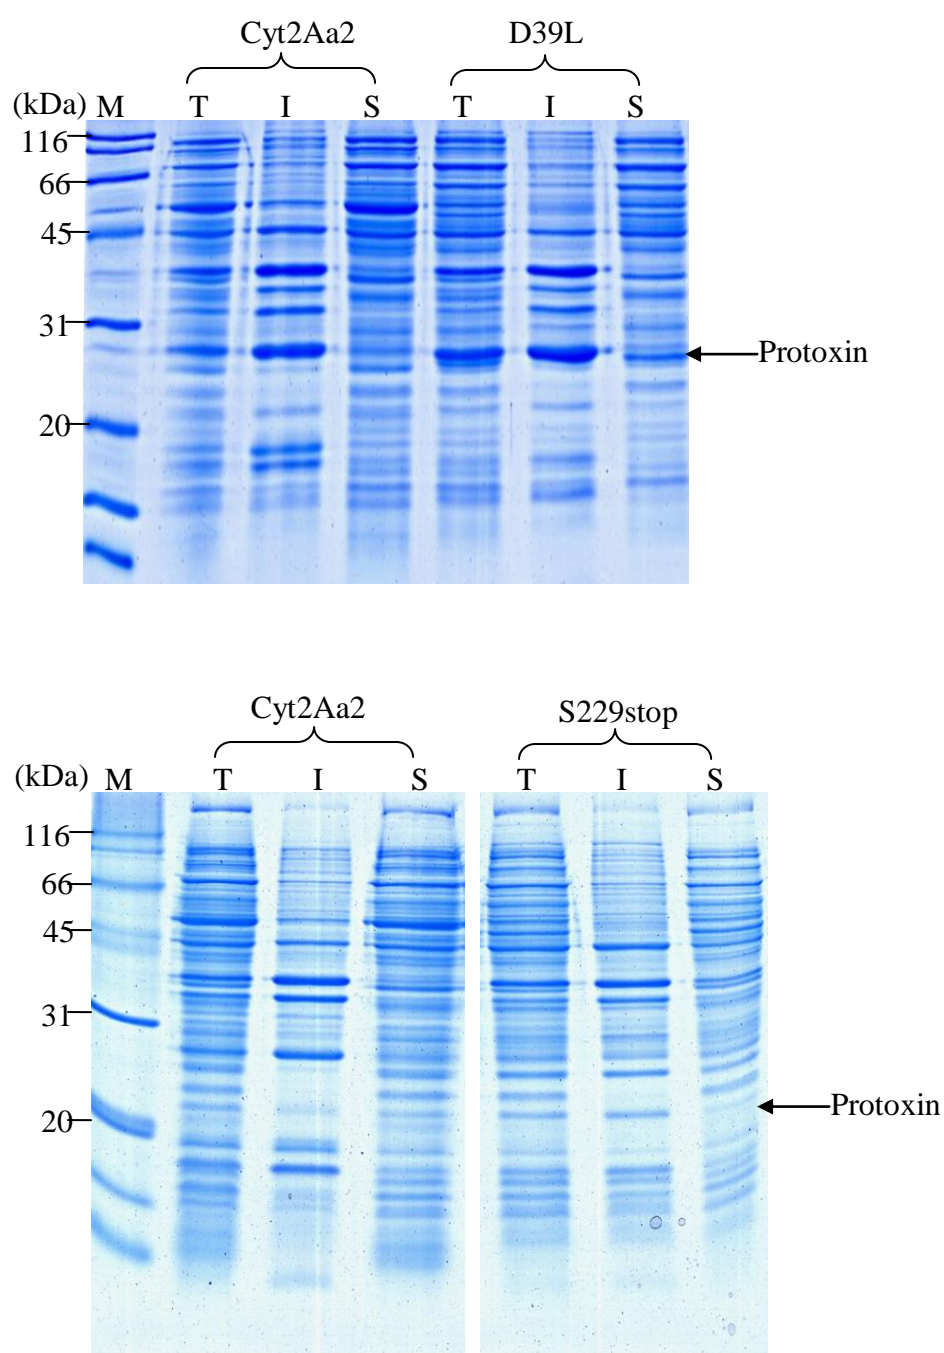 Cyt2Aa2 D39L
(kDa) M T I S T I S
116
66
45
31
Protoxin
20
Cyt2Aa2 S229stop
(kDa) M T I S T I S
116
66
45
31
Protoxin
20